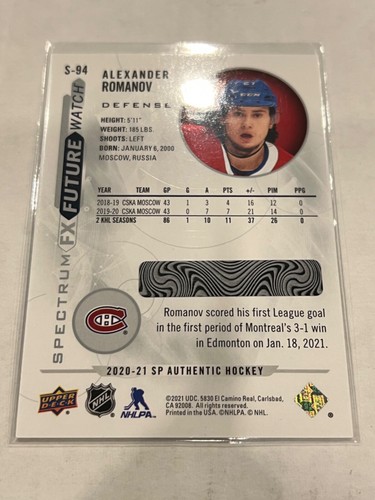 S-94
ALEXANDER
ROMANOV
DEFENSE
HEIGHT: 5'11"
WEIGHT: 185 LBS.
SHOOTS: LEFT
BORN: JANUARY 6, 2000
MOSCOW, RUSSIA
SPECTRUM FX FUTURE WATCH
YEAR TEAM GP G A PTS +/- PIM PPG
2018-19 CSKA MOSCOW 43 1 3 4 16 12 0
2019-20 CSKA MOSCOW 43 0 7 7 21 14 0
2 KHL SEASONS 86 1 10 11 37 26 0
Romanov scored his first League goal
in the first period of Montreal's 3-1 win
in Edmonton on Jan. 18, 2021.
2020-21 SP AUTHENTIC HOCKEY
UPPER DECK
NHL
NHLPA
©2021 UDC. 5830 El Camino Real, Carlsbad,
CA 92008. All rights reserved.
Printed in the USA. ©NHLPA. © NHL.